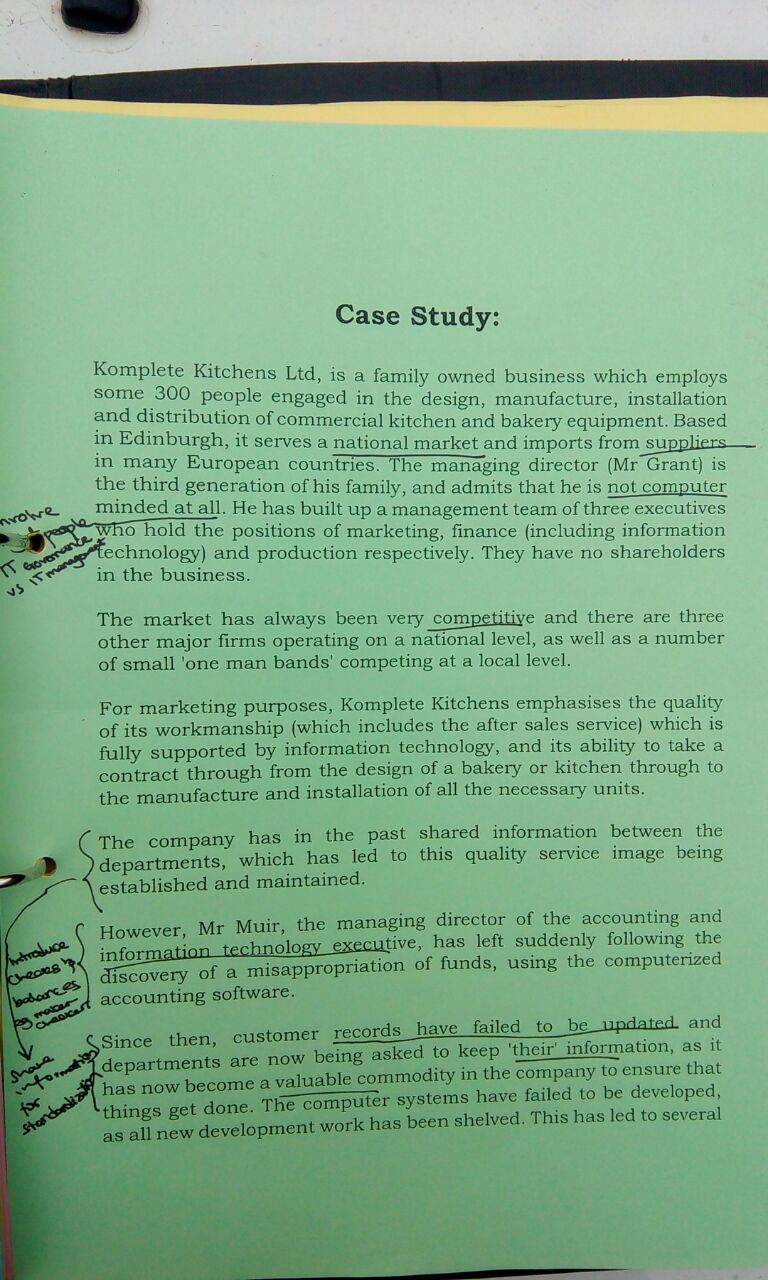 Case Study:
Komplete Kitchens Ltd, is a family owned business which employs
some 300 people engaged in the design, manufacture, installation
and distribution of commercial kitchen and bakery equipment. Based
in Edinburgh, it serves a national market and imports from suppliers
in many European countries. The managing director (Mr Grant) is
the third generation of his family, and admits that he is not computer
minded at all. He has built up a management team of three executives
who hold the positions of marketing, finance (including information
technology) and production respectively. They have no shareholders
in the business.
involve
people
IT Governance
vs IT management
The market has always been very competitive and there are three
other major firms operating on a national level, as well as a number
of small 'one man bands' competing at a local level.
For marketing purposes, Komplete Kitchens emphasises the quality
of its workmanship (which includes the after sales service) which is
fully supported by information technology, and its ability to take a
contract through from the design of a bakery or kitchen through to
the manufacture and installation of all the necessary units.
The company has in the past shared information between the
departments, which has led to this quality service image being
established and maintained.
However, Mr Muir, the managing director of the accounting and
information technology executive, has left suddenly following the
discovery of a misappropriation of funds, using the computerized
accounting software.
Introduce
checks &
balances
eg maker
checker
Since then, customer records have failed to be updated and
departments are now being asked to keep 'their' information, as it
has now become a valuable commodity in the company to ensure that
things get done. The computer systems have failed to be developed,
as all new development work has been shelved. This has led to several
Share
information
for
standardization